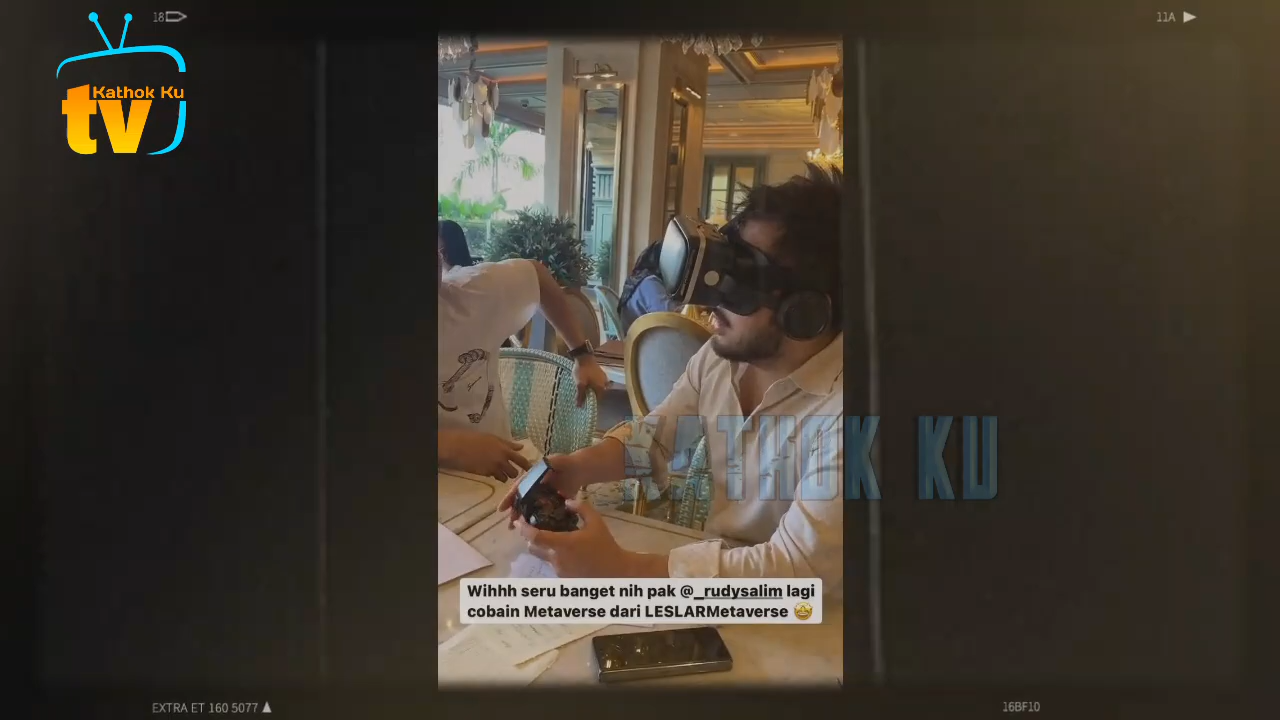 18
11A
Kathok Ku
tv
KATHOK KU
Wihhh seru banget nih pak @_rudysalim lagi
cobain Metaverse dari LESLARMetaverse 🤩
EXTRA ET 160 5077
16BF10